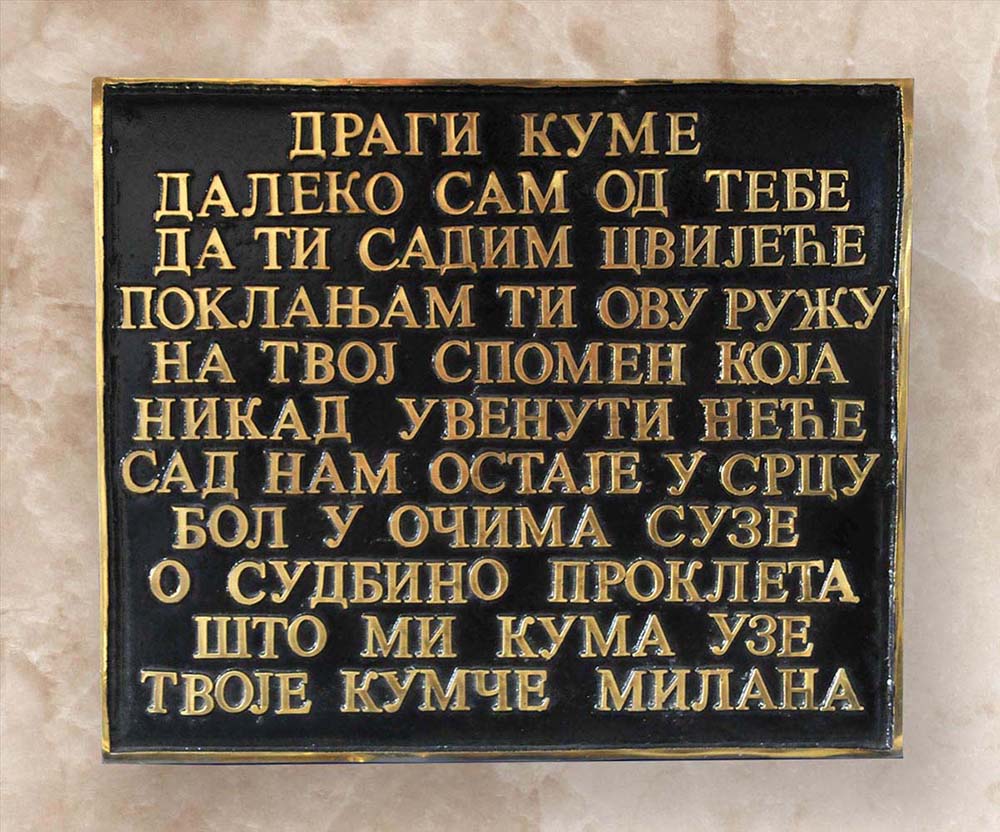 ДРАГИ КУМЕ
ДАЛЕКО САМ ОД ТЕБЕ
ДА ТИ САДИМ ЦВИЈЕЋЕ
ПОКЛАЊАМ ТИ ОВУ РУЖУ
НА ТВОЈ СПОМЕН КОЈА
НИКАД УВЕНУТИ НЕЋЕ
САД НАМ ОСТАЈЕ У СРЦУ
БОЛ У ОЧИМА СУЗЕ
О СУДБИНО ПРОКЛЕТА
ШТО МИ КУМА УЗЕ
ТВОЈЕ КУМЧЕ МИЛАНА